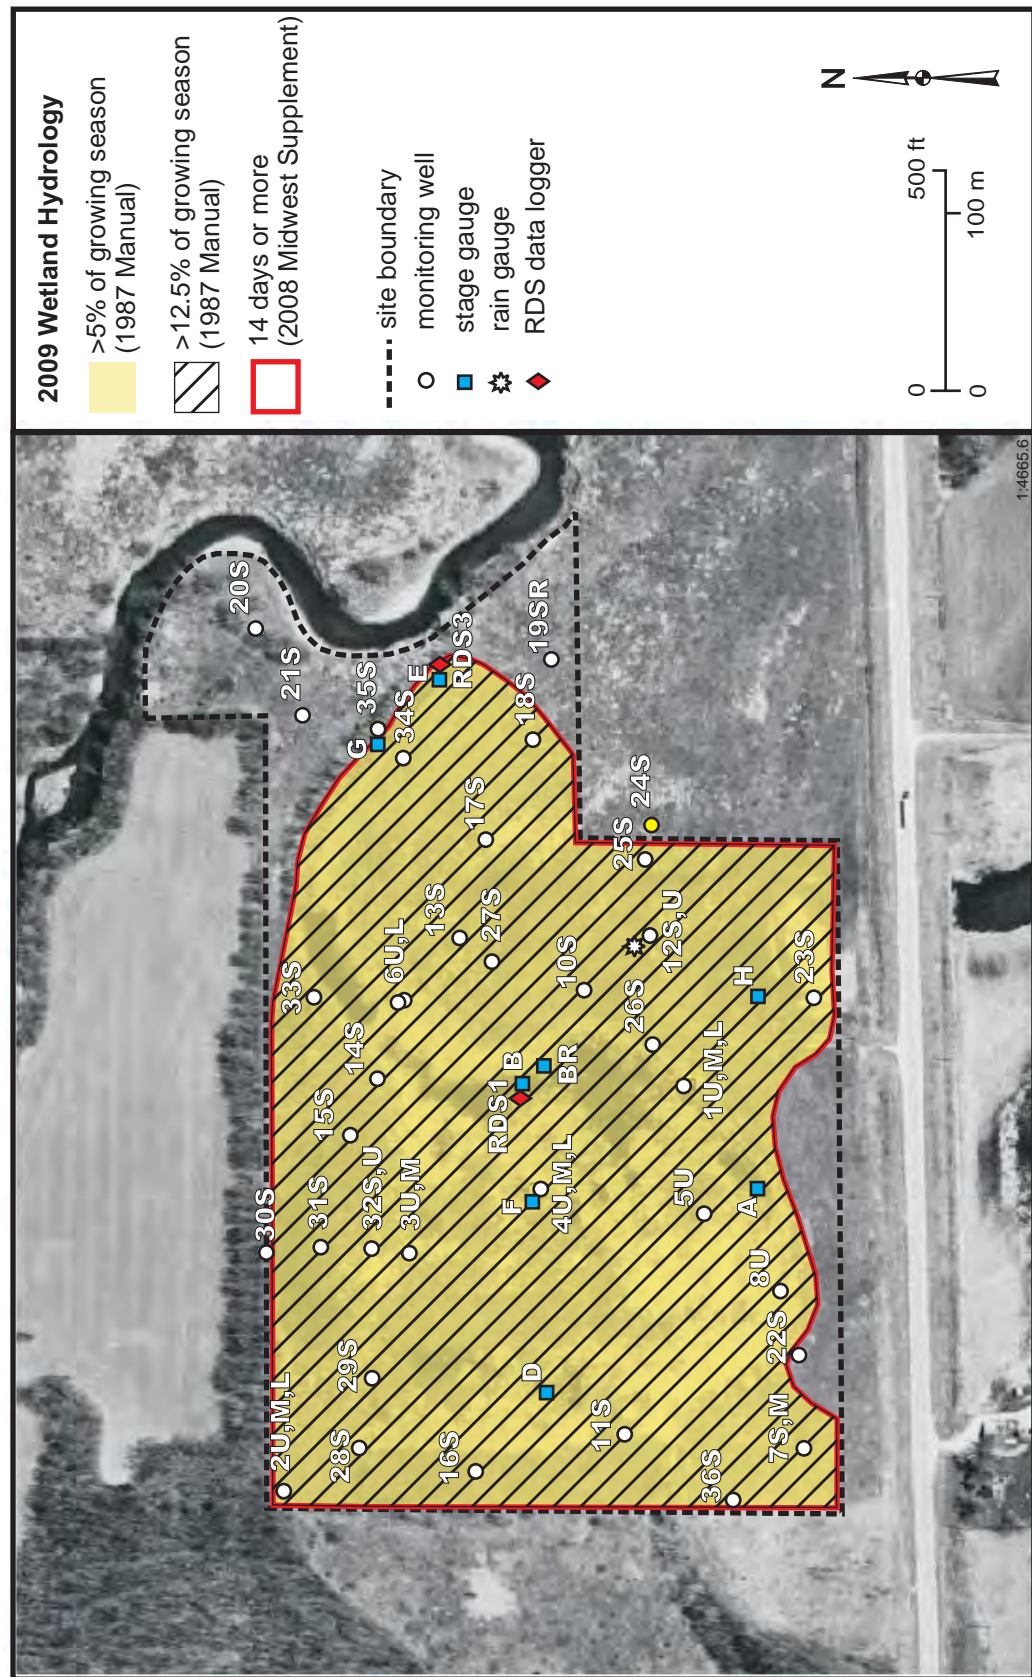 2009 Wetland Hydrology
>5% of growing season
(1987 Manual)
>12.5% of growing season
(1987 Manual)
14 days or more
(2008 Midwest Supplement)
site boundary
monitoring well
stage gauge
rain gauge
RDS data logger
N
0 500 ft
0 100 m
1:4665.6
20S
21S
35S
G
34S
E
RDS3
19SR
18S
17S
24S
25S
13S
27S
6U,L
33S
10S
12S,U
26S
H
23S
14S
B
BR
RDS1
1U,M,L
15S
30S
31S
32S,U
3U,M
F
4U,M,L
5U
A
8U
22S
29S
D
2U,M,L
28S
16S
11S
7S,M
36S